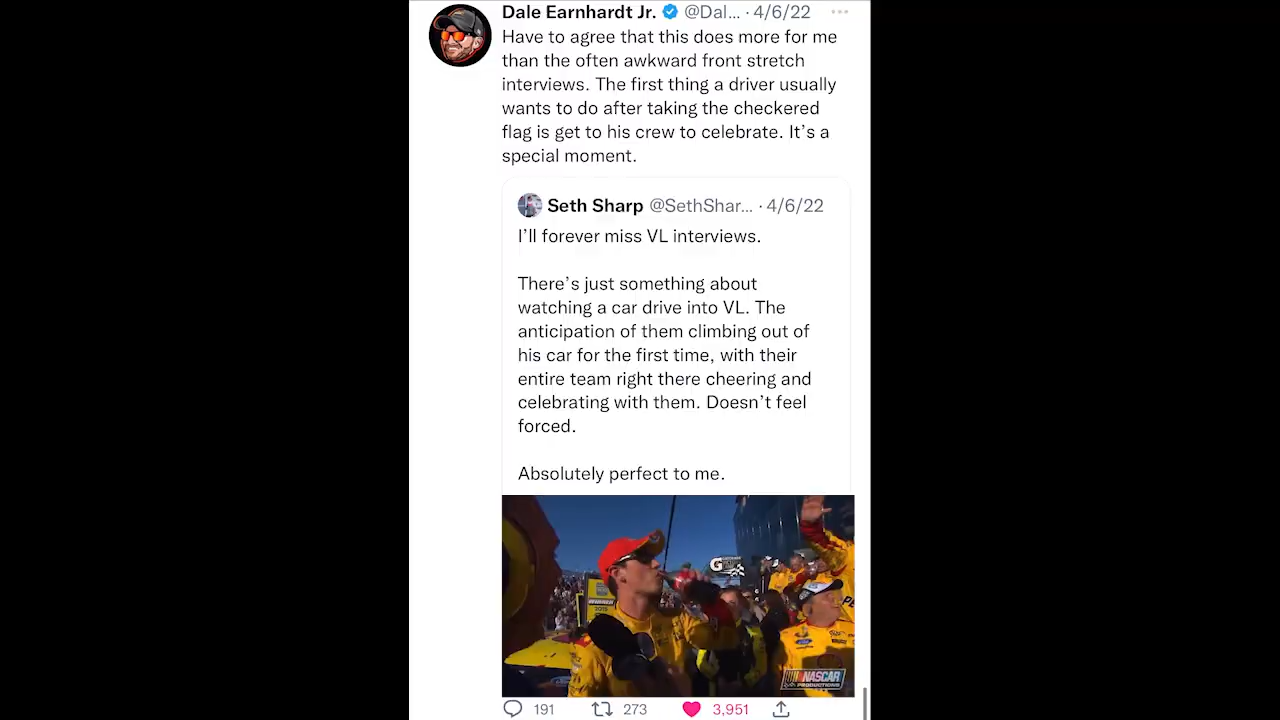 Dale Earnhardt Jr. @Dal... · 4/6/22
Have to agree that this does more for me
than the often awkward front stretch
interviews. The first thing a driver usually
wants to do after taking the checkered
flag is get to his crew to celebrate. It's a
special moment.
Seth Sharp @SethShar... · 4/6/22
I'll forever miss VL interviews.
There's just something about
watching a car drive into VL. The
anticipation of them climbing out of
his car for the first time, with their
entire team right there cheering and
celebrating with them. Doesn't feel
forced.
Absolutely perfect to me.
G
NASCAR
PRODUCTIONS
191 273 3,951